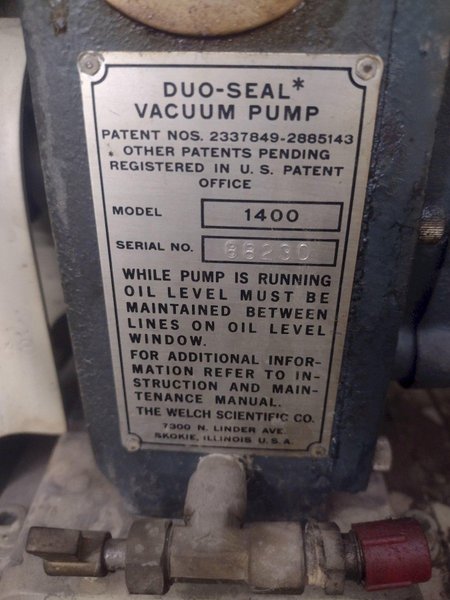 DUO-SEAL*
VACUUM PUMP
PATENT NOS. 2337849-2885143
OTHER PATENTS PENDING
REGISTERED IN U.S. PATENT
OFFICE
MODEL 1400
SERIAL NO. 68230
WHILE PUMP IS RUNNING
OIL LEVEL MUST BE
MAINTAINED BETWEEN
LINES ON OIL LEVEL
WINDOW.
FOR ADDITIONAL INFOR-
MATION REFER TO IN-
STRUCTION AND MAIN-
TENANCE MANUAL.
THE WELCH SCIENTIFIC CO.
7300 N. LINDER AVE.
SKOKIE, ILLINOIS U.S.A.